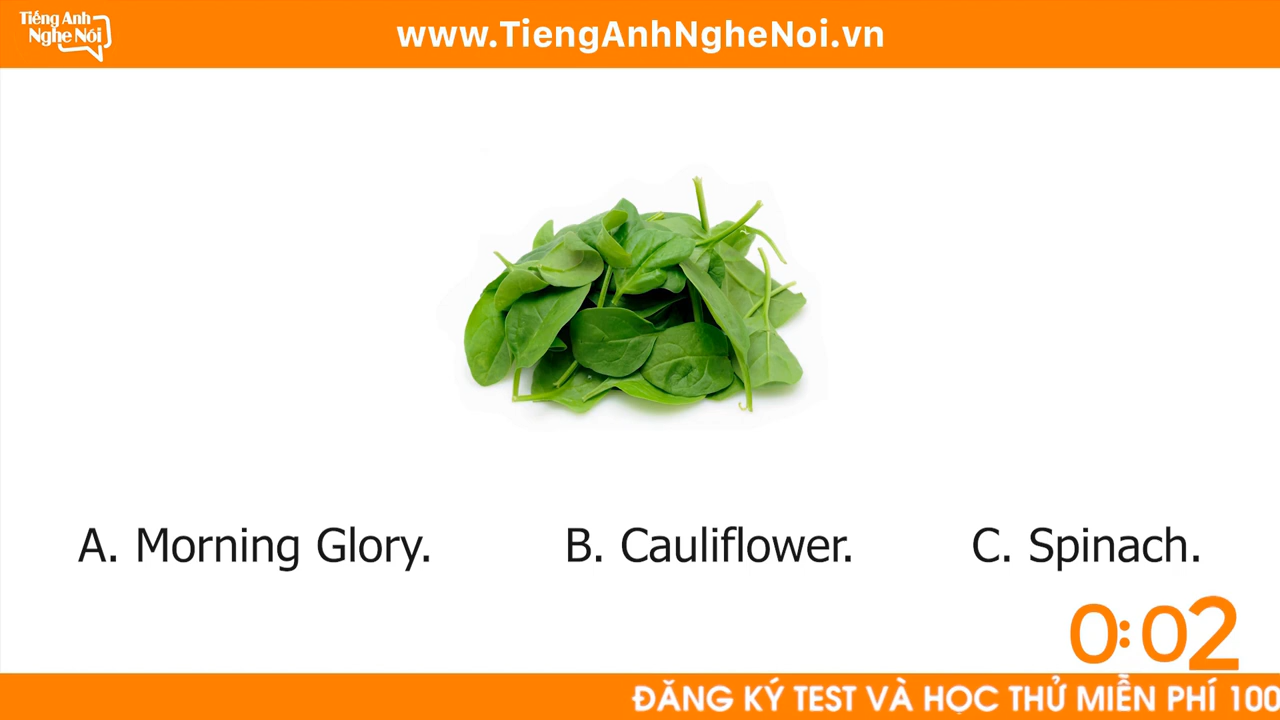 Tiếng Anh
Nghe Nói
www.TiengAnhNgheNoi.vn
A. Morning Glory.
B. Cauliflower.
C. Spinach.
0:02
ĐĂNG KÝ TEST VÀ HỌC THỬ MIỄN PHÍ 100